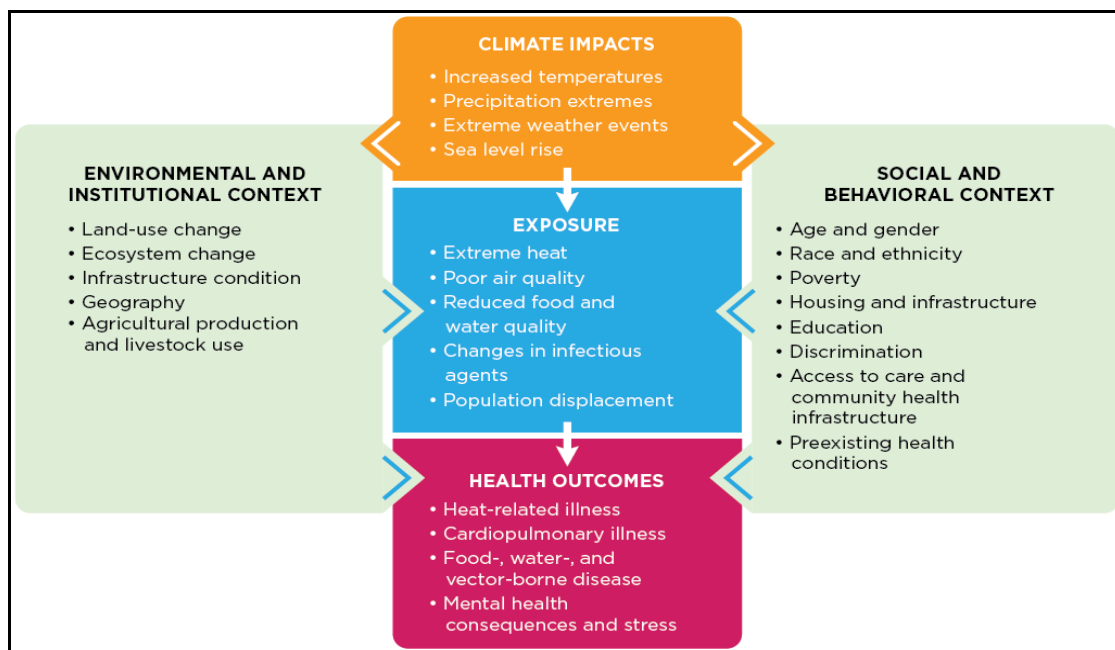 CLIMATE IMPACTS
• Increased temperatures
• Precipitation extremes
• Extreme weather events
• Sea level rise
ENVIRONMENTAL AND
INSTITUTIONAL CONTEXT
• Land-use change
• Ecosystem change
• Infrastructure condition
• Geography
• Agricultural production
and livestock use
EXPOSURE
• Extreme heat
• Poor air quality
• Reduced food and
water quality
• Changes in infectious
agents
• Population displacement
SOCIAL AND
BEHAVIORAL CONTEXT
• Age and gender
• Race and ethnicity
• Poverty
• Housing and infrastructure
• Education
• Discrimination
• Access to care and
community health
infrastructure
• Preexisting health
conditions
HEALTH OUTCOMES
• Heat-related illness
• Cardiopulmonary illness
• Food-, water-, and
vector-borne disease
• Mental health
consequences and stress